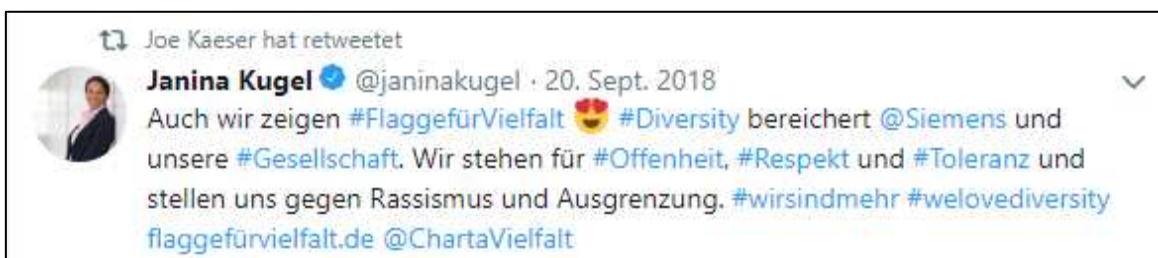 Joe Kaeser hat retweetet
Janina Kugel @janinakugel · 20. Sept. 2018
Auch wir zeigen #FlaggefürVielfalt 😍 #Diversity bereichert @Siemens und
unsere #Gesellschaft. Wir stehen für #Offenheit, #Respekt und #Toleranz und
stellen uns gegen Rassismus und Ausgrenzung. #wirsindmehr #welovediversity
flaggefürvielfalt.de @ChartaVielfalt